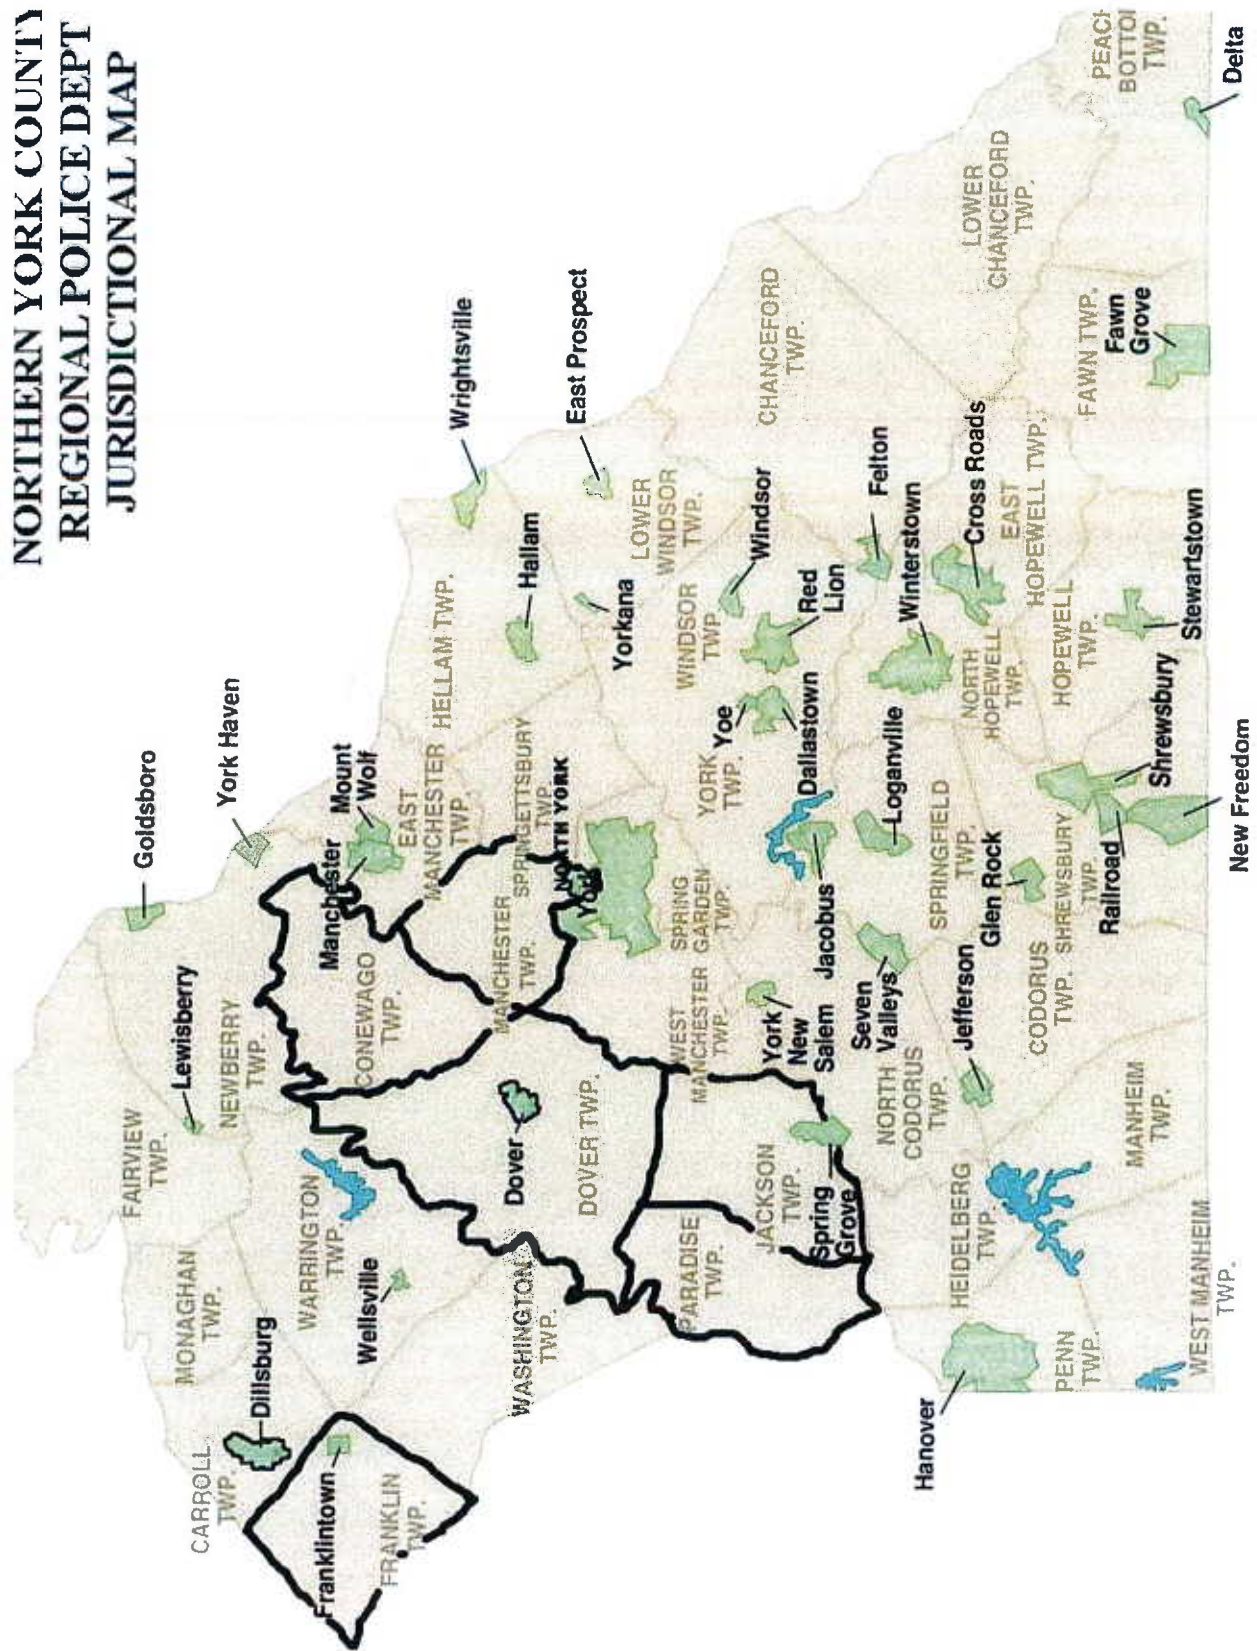 NORTHERN YORK COUNTY
REGIONAL POLICE DEPT
JURISDICTIONAL MAP
Goldsboro
York Haven
Lewisberry
FAIRVIEW
TWP.
NEWBERRY
TWP.
MONAGHAN
TWP.
CARROLL
TWP.
Dillsburg
WARRINGTON
TWP.
Wellsville
Franklintown
FRANKLIN
TWP.
WASHINGTON
TWP.
Manchester
Mount
Wolf
EAST
MANCHESTER
TWP.
CONEWAGO
TWP.
MANCHESTER
TWP.
HELLAM TWP.
Wrightsville
Hallam
East Prospect
Yorkana
LOWER
WINDSOR
TWP.
SPRINGETTSBURY
TWP.
NORTH YORK
York
Dover
DOVER TWP.
SPRING
GARDEN
TWP.
WEST
MANCHESTER
TWP.
YORK
TWP.
Yoe
Dallastown
WINDSOR
TWP
Windsor
Red
Lion
CHANCEFORD
TWP.
Felton
Winterstown
Cross Roads
LOWER
CHANCEFORD
TWP.
PARADISE
TWP.
JACKSON
TWP.
Spring
Grove
York
New
Salem
Jacobus
Loganville
Seven
Valleys
NORTH
CODORUS
TWP.
Jefferson
SPRINGFIELD
TWP.
Glen Rock
NORTH
HOPEWELL
TWP.
EAST
HOPEWELL TWP.
HOPEWELL
TWP.
FAWN TWP.
Fawn
Grove
PEACH
BOTTOM
TWP.
Delta
Stewartstown
Shrewsbury
New Freedom
Railroad
SHREWSBURY
TWP.
CODORUS
TWP.
MANHEIM
TWP.
HEIDELBERG
TWP.
Hanover
PENN
TWP.
WEST MANHEIM
TWP.